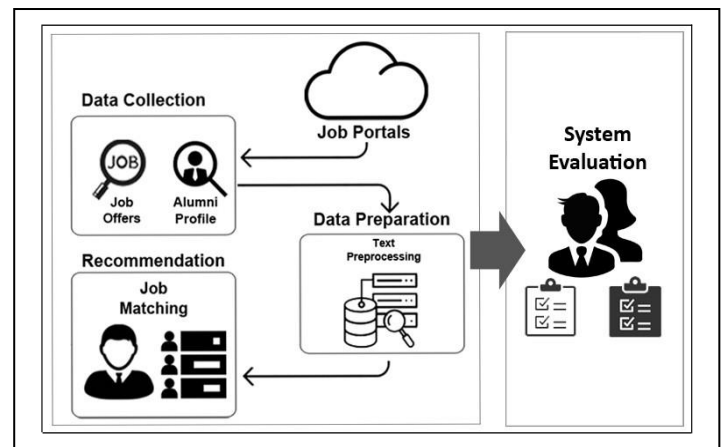 Job Portals
Data Collection
JOB
Job
Offers
Alumni
Profile
Data Preparation
Text
Preprocessing
Recommendation
Job
Matching
System
Evaluation